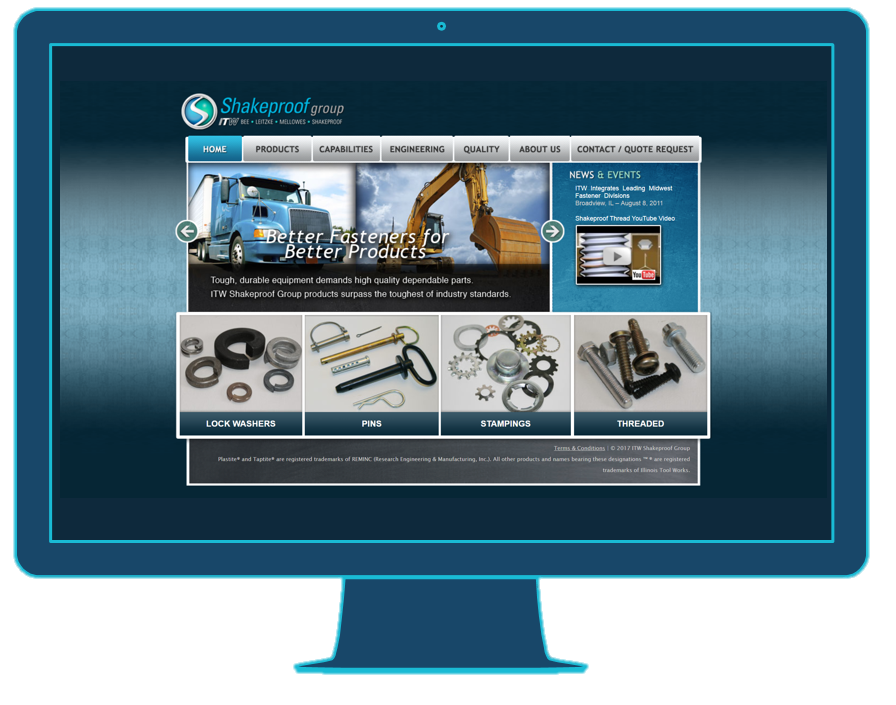 Shakeproof group
ITW BEE • LEITZKE • MELLOWES • SHAKEPROOF
HOME PRODUCTS CAPABILITIES ENGINEERING QUALITY ABOUT US CONTACT / QUOTE REQUEST
Better Fasteners for
Better Products
Tough, durable equipment demands high quality dependable parts.
ITW Shakeproof Group products surpass the toughest of industry standards.
NEWS & EVENTS
ITW Integrates Leading Midwest
Fastener Divisions
Broadview, IL – August 8, 2011
Shakeproof Thread YouTube Video
YouTube
LOCK WASHERS PINS STAMPINGS THREADED
Terms & Conditions | © 2017 ITW Shakeproof Group
Plastite® and Taptite® are registered trademarks of REMINC (Research Engineering & Manufacturing, Inc.). All other products and names bearing these designations ™ ® are registered
trademarks of Illinois Tool Works.